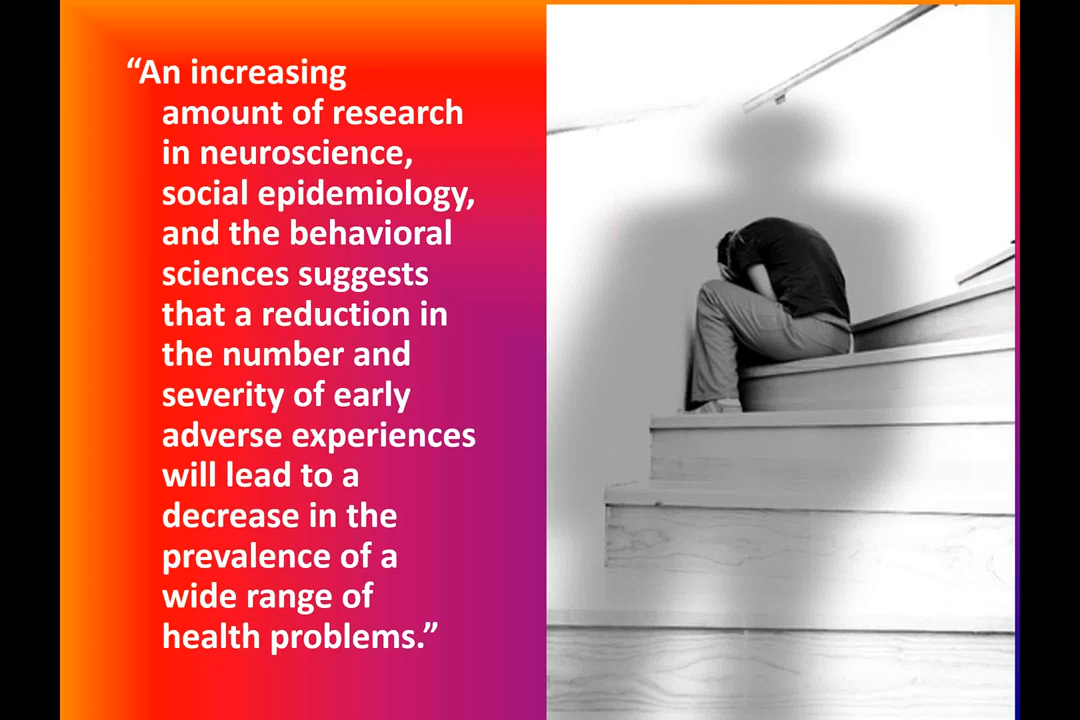 “An increasing
amount of research
in neuroscience,
social epidemiology,
and the behavioral
sciences suggests
that a reduction in
the number and
severity of early
adverse experiences
will lead to a
decrease in the
prevalence of a
wide range of
health problems.”